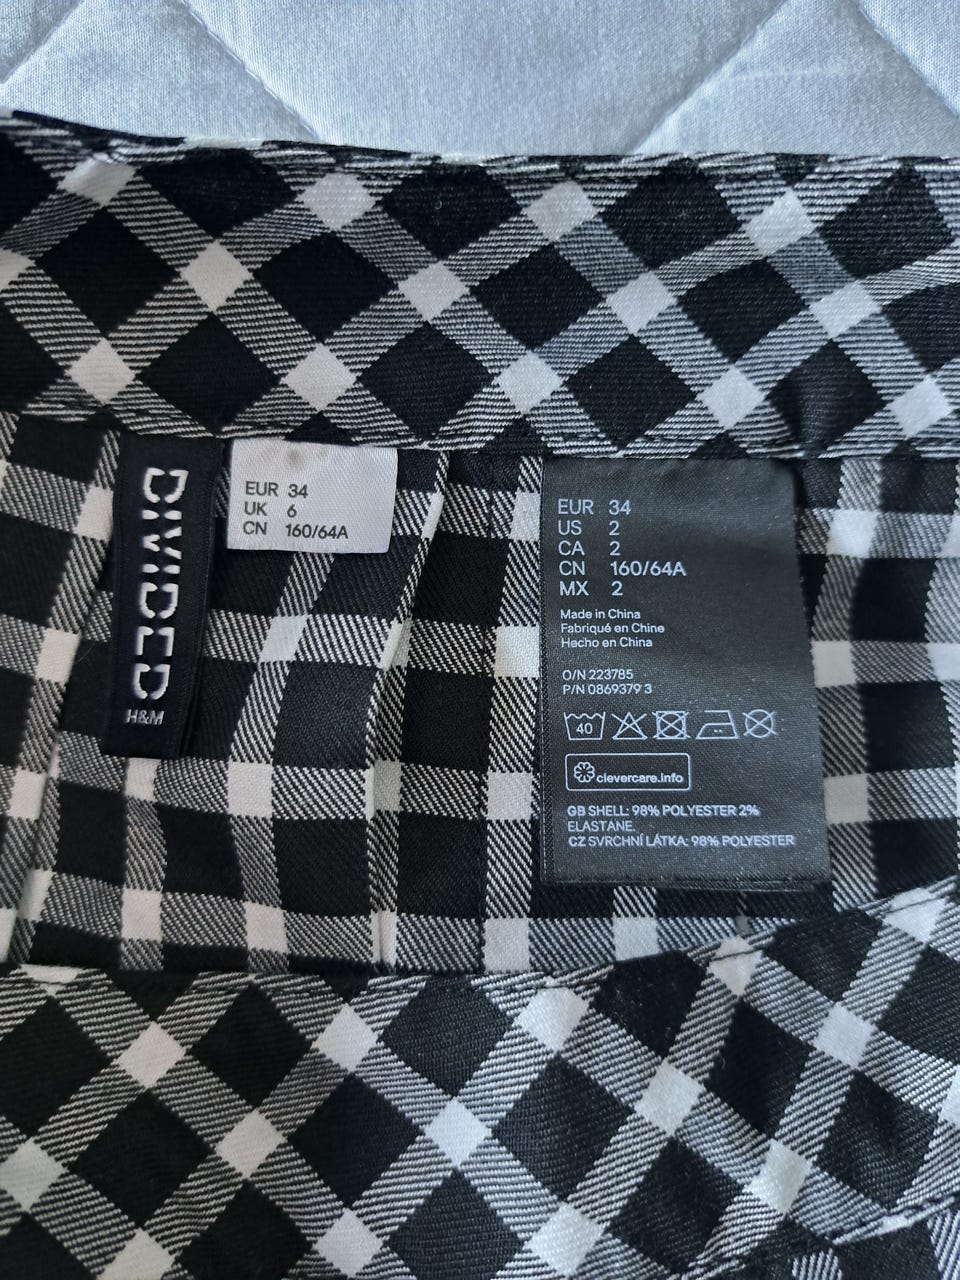 DIVIDED
H&M
EUR 34
UK 6
CN 160/64A
EUR 34
US 2
CA 2
CN 160/64A
MX 2
Made in China
Fabriqué en Chine
Hecho en China
O/N 223785
P/N 0869379 3
40
clevercare.info
GB SHELL: 98% POLYESTER 2%
ELASTANE.
CZ SVRCHNÍ LÁTKA: 98% POLYESTER